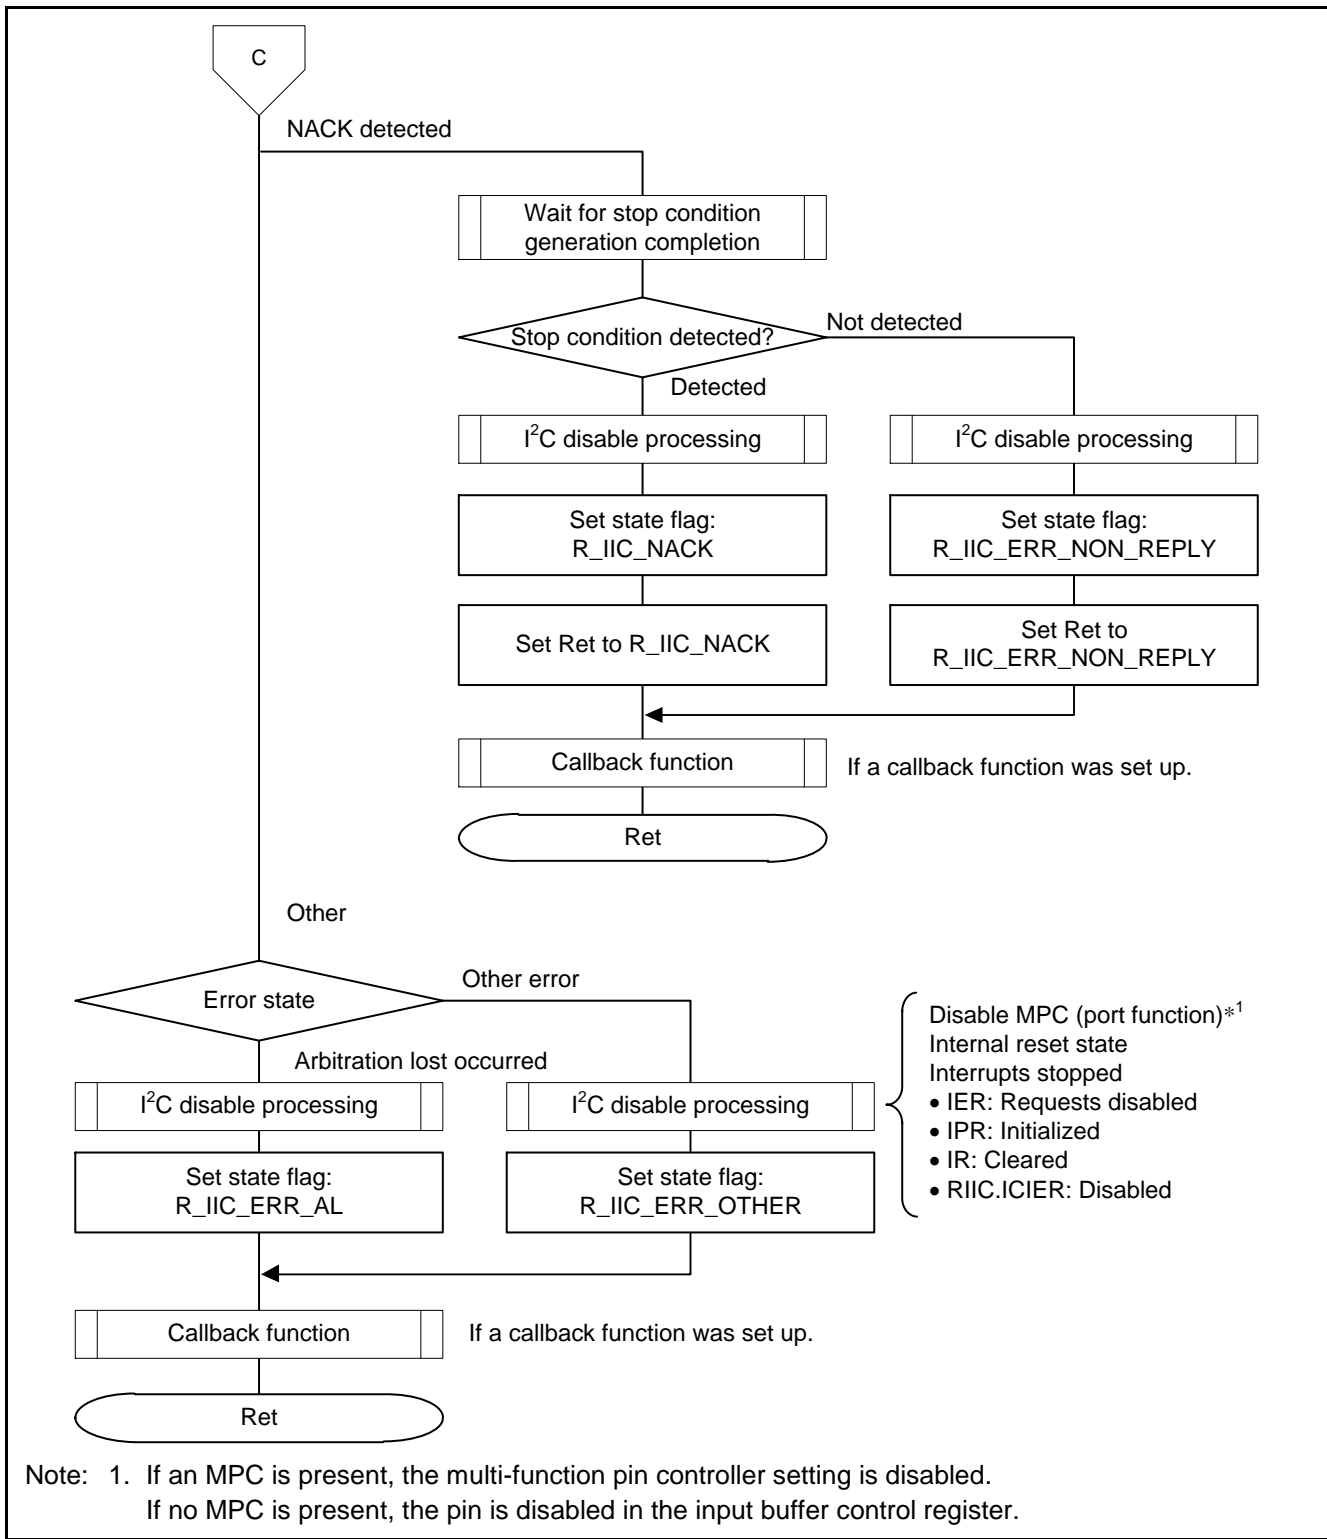 C
NACK detected
Wait for stop condition
generation completion
Stop condition detected?
Not detected
Detected
I²C disable processing
I²C disable processing
Set state flag:
R_IIC_NACK
Set state flag:
R_IIC_ERR_NON_REPLY
Set Ret to R_IIC_NACK
Set Ret to
R_IIC_ERR_NON_REPLY
Callback function
If a callback function was set up.
Ret
Other
Error state
Other error
Arbitration lost occurred
I²C disable processing
I²C disable processing
Set state flag:
R_IIC_ERR_AL
Set state flag:
R_IIC_ERR_OTHER
Disable MPC (port function)*¹
Internal reset state
Interrupts stopped
• IER: Requests disabled
• IPR: Initialized
• IR: Cleared
• RIIC.ICIER: Disabled
Callback function
If a callback function was set up.
Ret
Note: 1. If an MPC is present, the multi-function pin controller setting is disabled.
If no MPC is present, the pin is disabled in the input buffer control register.